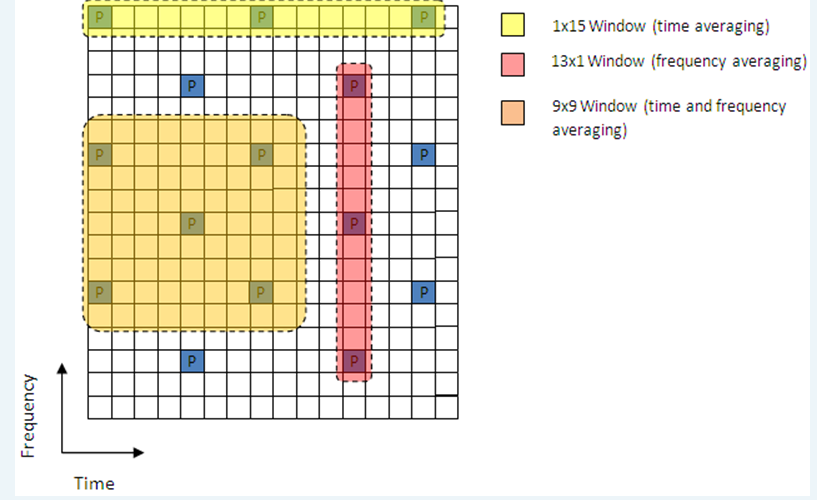 P P P
1x15 Window (time averaging)
13x1 Window (frequency averaging)
P P
9x9 Window (time and frequency
averaging)
P P P
P P
P P P
P P
Frequency
Time